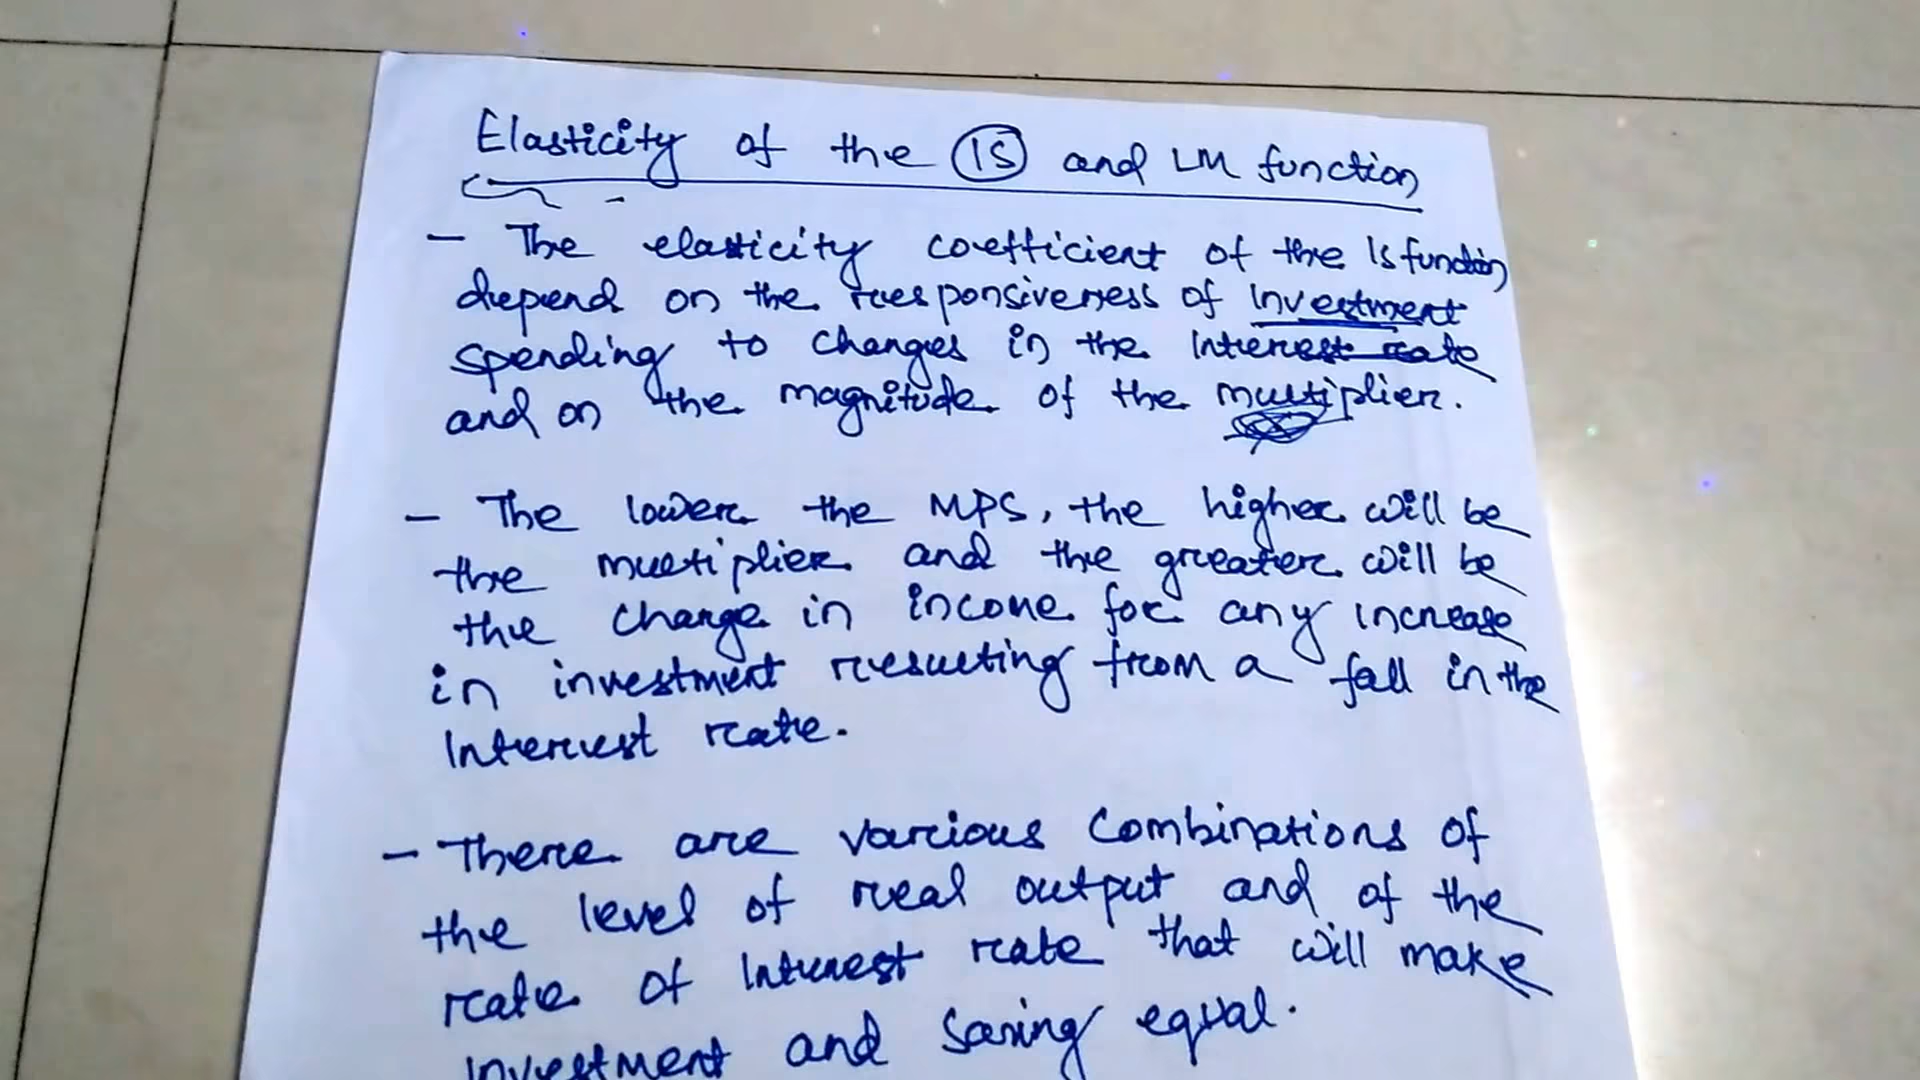 Elasticity of the IS and LM function
- The elasticity coefficient of the IS function
depend on the responsiveness of investment
spending to changes in the interest rate
and on the magnitude of the multiplier.
- The lower the MPS, the higher will be
the multiplier and the greater will be
the change in income for any increase
in investment resulting from a fall in the
interest rate.
- There are various combinations of
the level of real output and of the
rate of interest rate that will make
investment and saving equal.